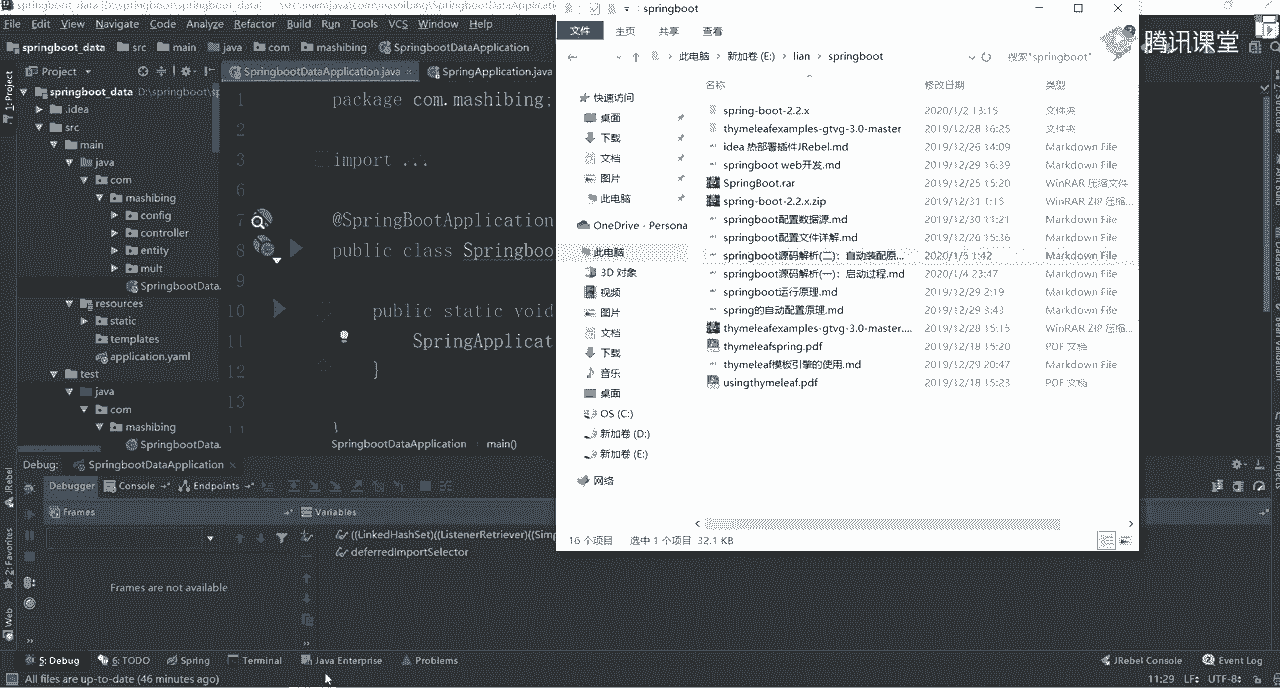 springboot
File Edit View Navigate Code Analyze Refactor Build Run Tools VCS Window Help
springboot_data src main java com mashibing SpringbootDataApplication
Project
SpringbootDataApplication.java SpringApplication.java
1: Project
springboot_data
.idea
src
main
java
com
mashibing
config
controller
entity
mult
SpringbootData.
resources
static
templates
application.yaml
test
java
com
mashibing
SpringbootData.
1 package com.mashibing;
2
3 import ...
6
7 @SpringBootApplication
8 public class Springboo
9
10 public static void
11 SpringApplicat
12 }
13
}
SpringbootDataApplication main()
文件 主页 共享 查看
此电脑 新加卷 (E:) lian springboot
搜索"springboot"
腾讯课堂
名称 修改日期 类型
快速访问
桌面
下载
文档
图片
此电脑
OneDrive - Persona
此电脑
3D 对象
视频
图片
文档
下载
音乐
桌面
OS (C:)
新加卷 (D:)
新加卷 (E:)
网络
spring-boot-2.2.x 2020/1/2 13:15 文件夹
thymeleafexamples-gtvg-3.0-master 2019/12/28 16:25 文件夹
idea 热部署插件JRebel.md 2019/12/26 14:09 Markdown File
springboot web开发.md 2019/12/29 16:39 Markdown File
SpringBoot.rar 2019/12/25 15:20 WinRAR 压缩文件
spring-boot-2.2.x.zip WinRAR ZIP 压缩...
springboot配置数据源.md Markdown File
springboot配置文件详解.md 2019/12/26 15:36 Markdown File
springboot源码解析(二)：自动装配原... 2020/1/5 1:42 Markdown File
springboot源码解析(一)：启动过程.md 2020/1/4 23:47 Markdown File
springboot运行原理.md 2019/12/29 2:19 Markdown File
spring的自动配置原理.md 2019/12/29 3:43 Markdown File
thymeleafexamples-gtvg-3.0-master.... 2019/12/28 15:15 WinRAR ZIP 压缩...
thymeleafspring.pdf 2019/12/18 15:20 PDF 文档
thymeleaf模板引擎的使用.md 2019/12/29 20:47 Markdown File
usingthymeleaf.pdf 2019/12/18 15:23 PDF 文档
16 个项目 选中 1 个项目 32.1 KB
Debug: SpringbootDataApplication
Debugger Console Endpoints
Frames Variables
deferredImportSelector
Frames are not available
JRebel
2: Favorites
Web
5: Debug 6: TODO Spring Terminal Java Enterprise Problems
JRebel Console Event Log
All files are up-to-date (46 minutes ago)
11:29 LF UTF-8